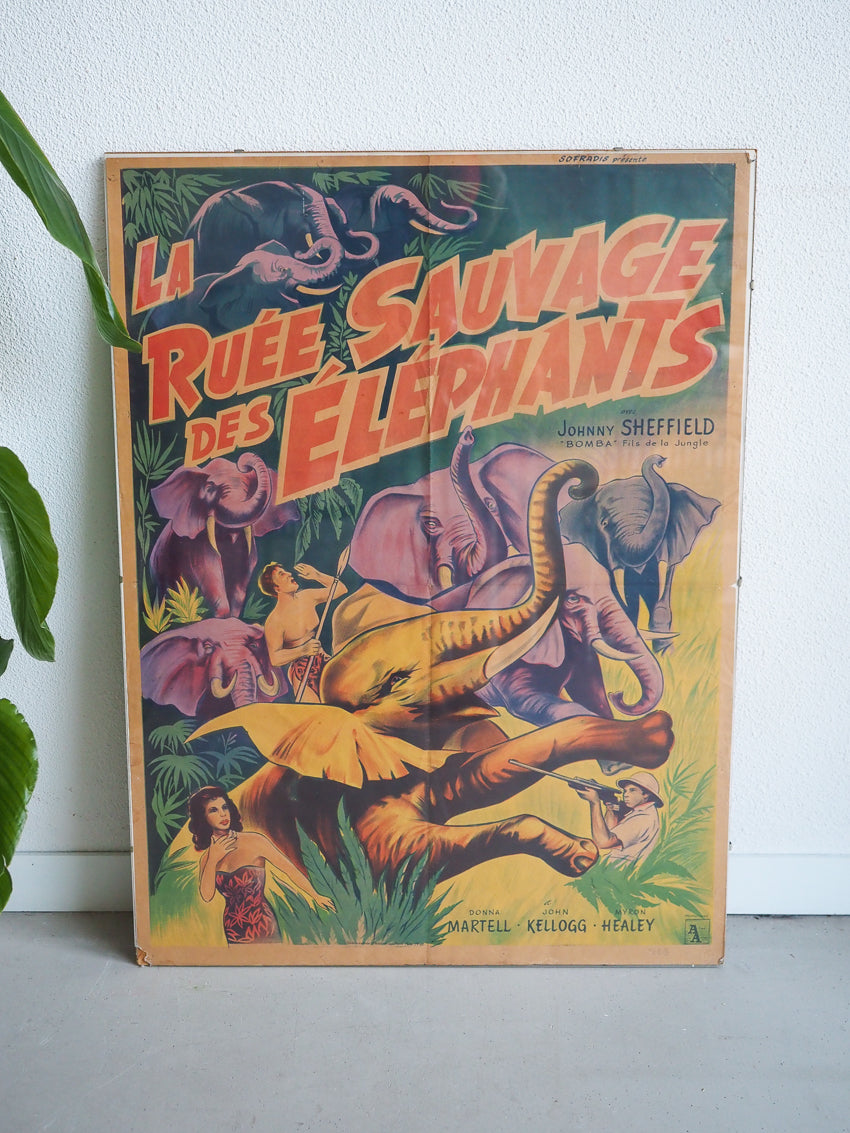 SOFRADIS présente
LA
RUÉE SAUVAGE
DES ÉLÉPHANTS
avec
JOHNNY SHEFFIELD
"BOMBA" Fils de la Jungle
et
DONNA JOHN MYRON
MARTELL · KELLOGG · HEALEY
AA